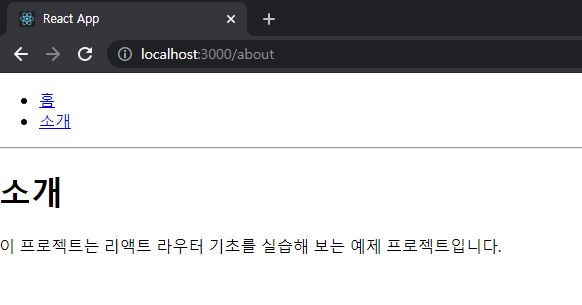 React App
localhost:3000/about
홈
소개
소개
이 프로젝트는 리액트 라우터 기초를 실습해 보는 예제 프로젝트입니다.